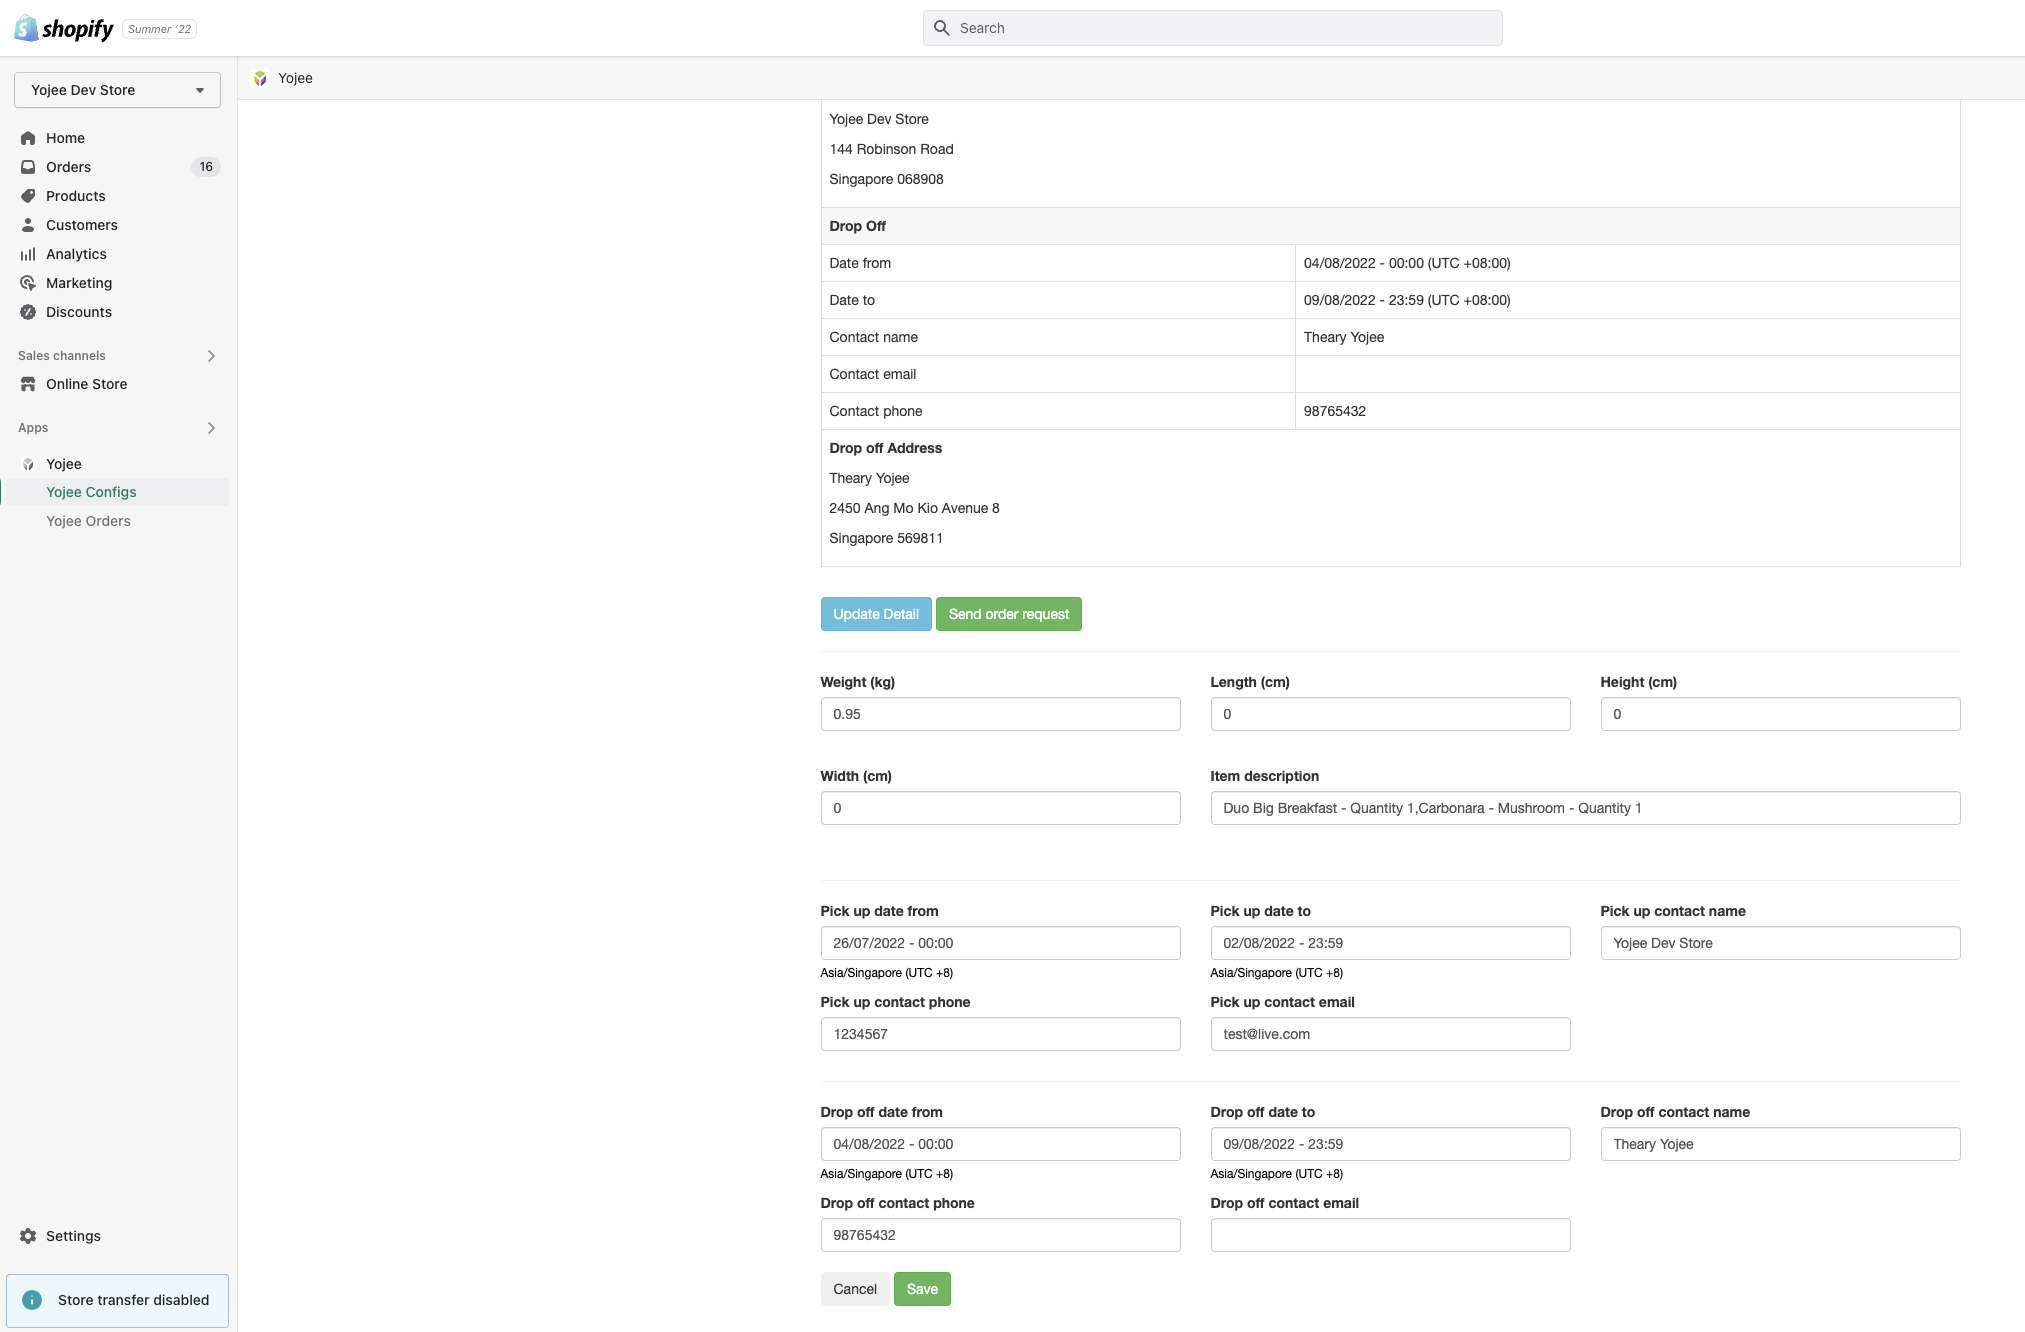 shopify Summer '22
Search
Yojee Dev Store
Home
Orders 16
Products
Customers
Analytics
Marketing
Discounts
Sales channels
Online Store
Apps
Yojee
Yojee Configs
Yojee Orders
Settings
Store transfer disabled
Yojee
Yojee Dev Store
144 Robinson Road
Singapore 068908
Drop Off
Date from 04/08/2022 - 00:00 (UTC +08:00)
Date to 09/08/2022 - 23:59 (UTC +08:00)
Contact name Theary Yojee
Contact email
Contact phone 98765432
Drop off Address
Theary Yojee
2450 Ang Mo Kio Avenue 8
Singapore 569811
Update Detail Send order request
Weight (kg) Length (cm) Height (cm)
0.95 0 0
Width (cm) Item description
0 Duo Big Breakfast - Quantity 1,Carbonara - Mushroom - Quantity 1
Pick up date from Pick up date to Pick up contact name
26/07/2022 - 00:00 02/08/2022 - 23:59 Yojee Dev Store
Asia/Singapore (UTC +8) Asia/Singapore (UTC +8)
Pick up contact phone Pick up contact email
1234567 test@live.com
Drop off date from Drop off date to Drop off contact name
04/08/2022 - 00:00 09/08/2022 - 23:59 Theary Yojee
Asia/Singapore (UTC +8) Asia/Singapore (UTC +8)
Drop off contact phone Drop off contact email
98765432
Cancel Save